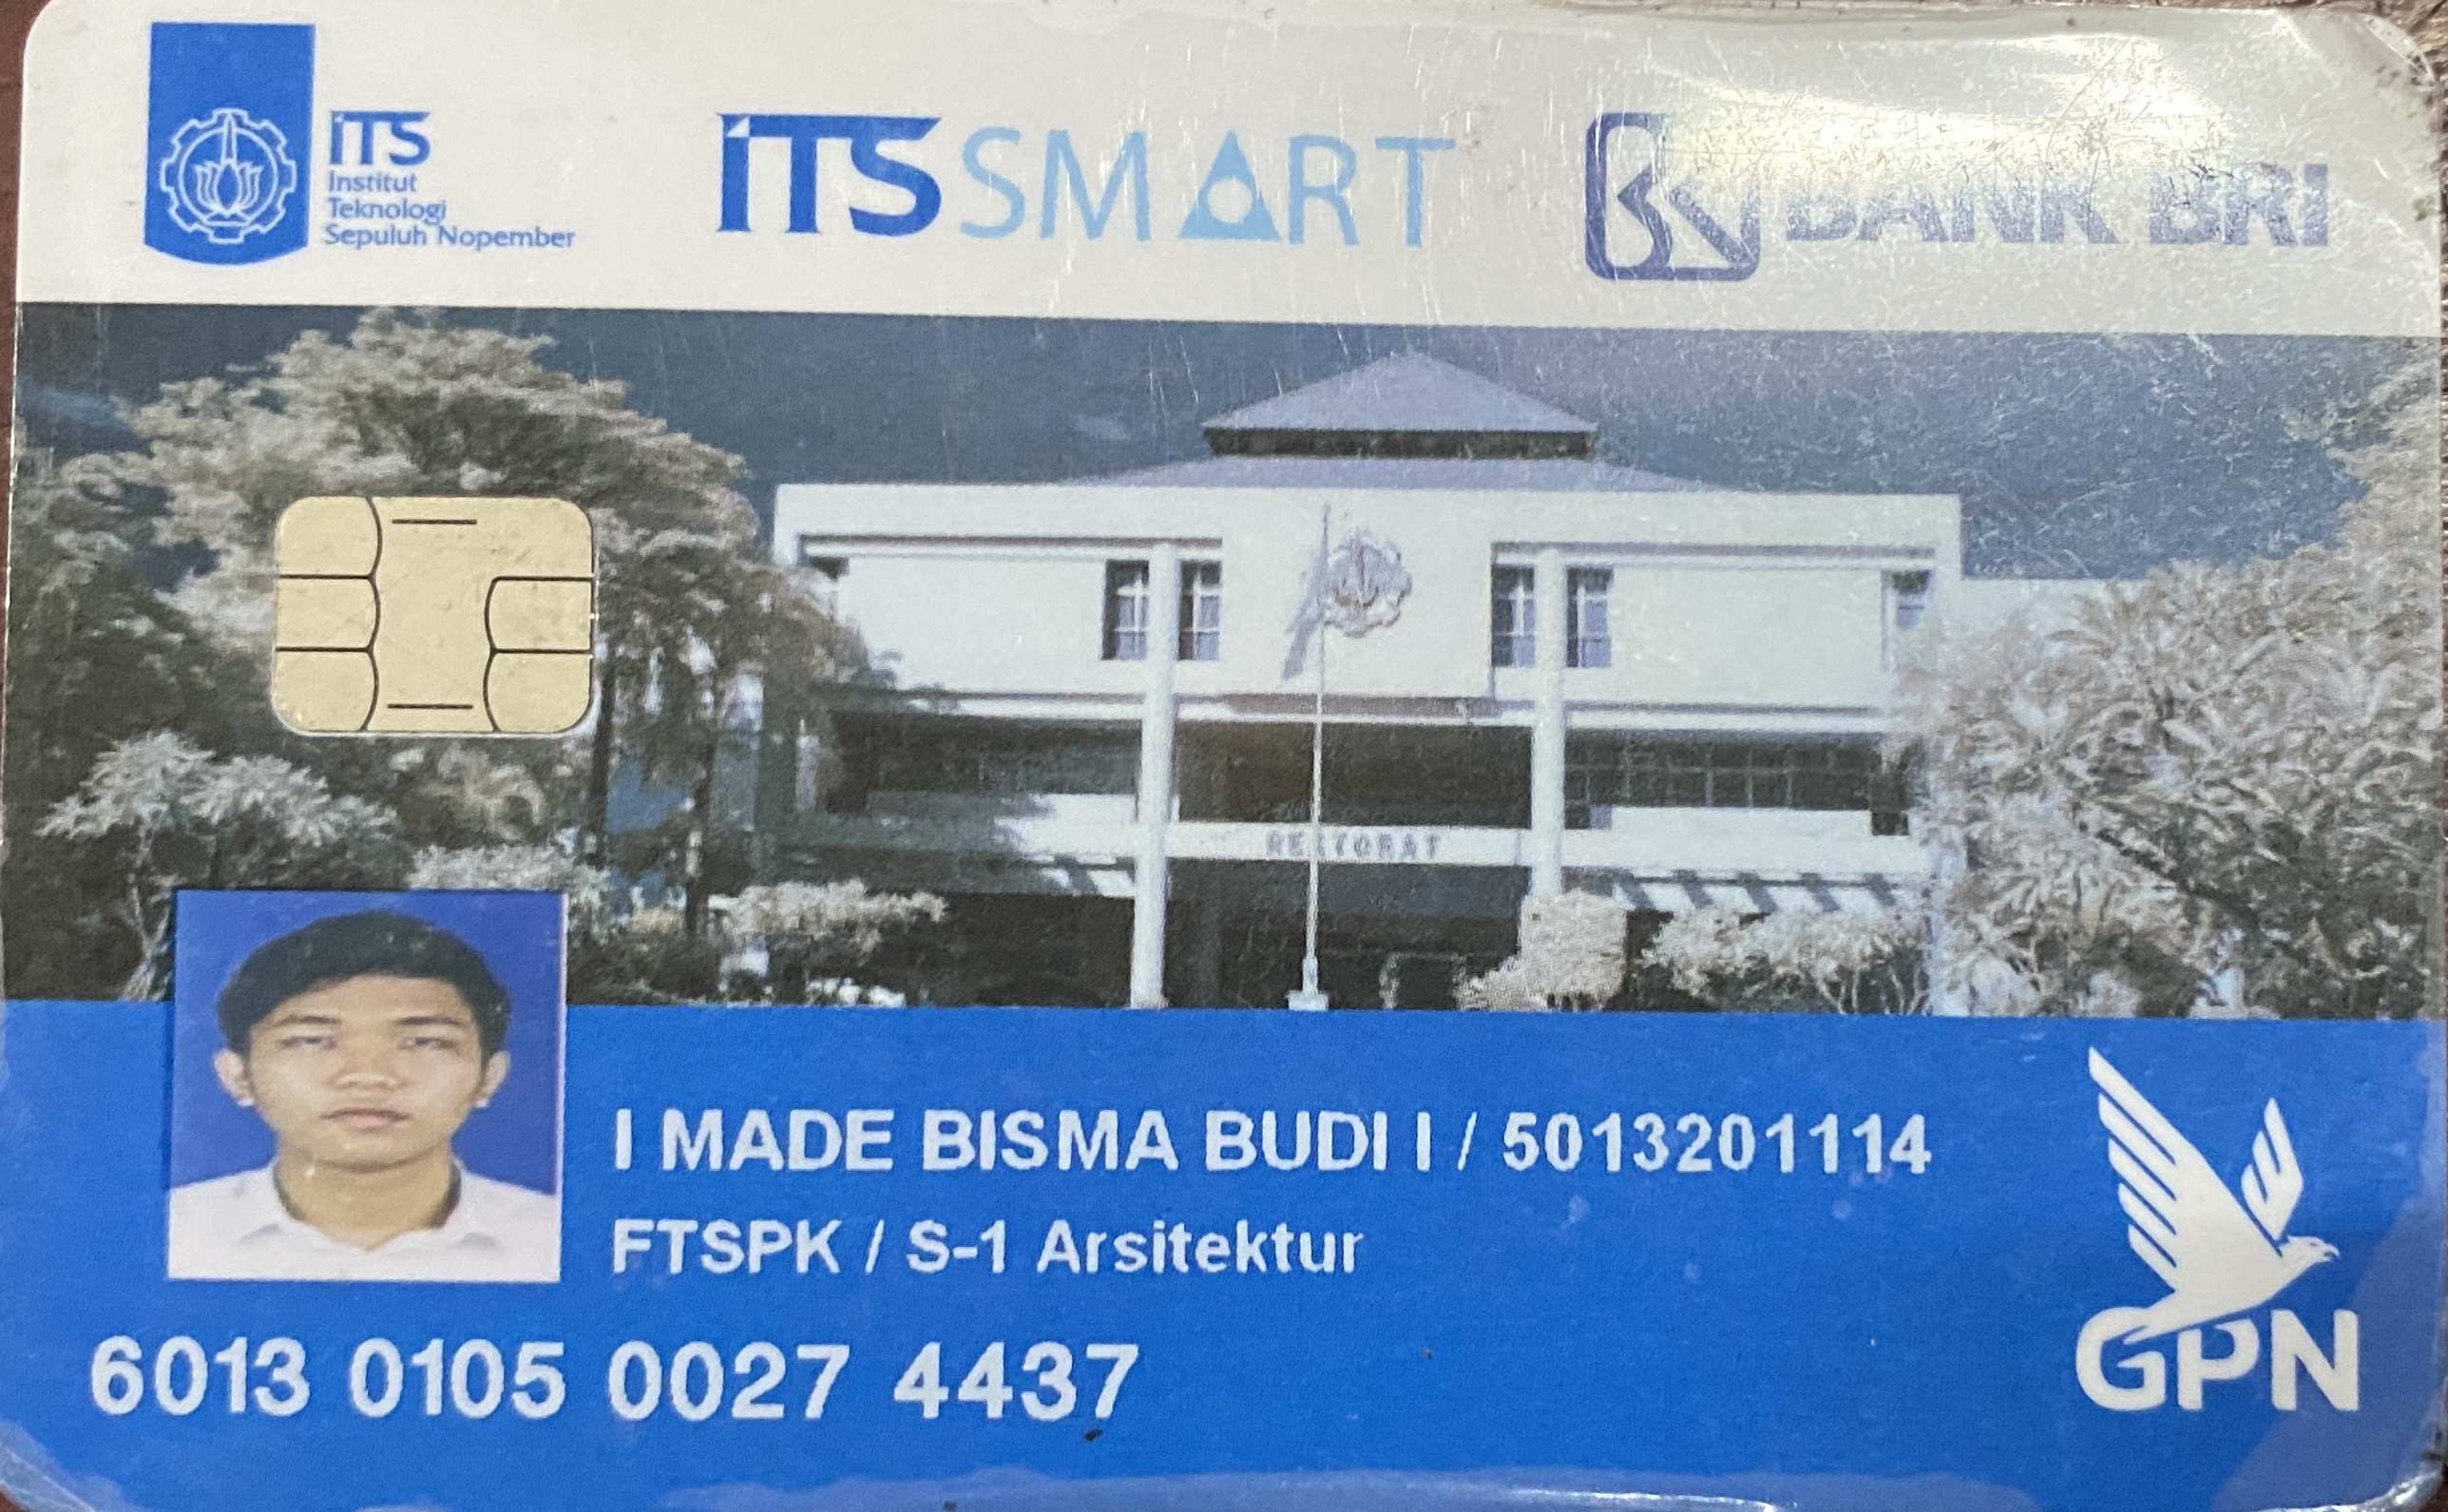 ITS
Institut
Teknologi
Sepuluh Nopember
ITS SMART
BANK BRI
REKTORAT
I MADE BISMA BUDI I / 5013201114
FTSPK / S-1 Arsitektur
6013 0105 0027 4437
GPN